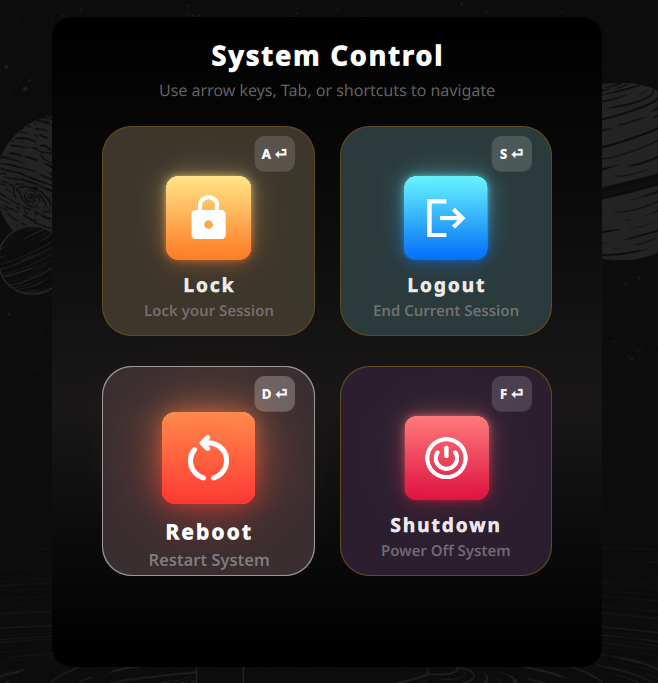 System Control
Use arrow keys, Tab, or shortcuts to navigate
A ⏎
Lock
Lock your Session
S ⏎
Logout
End Current Session
D ⏎
Reboot
Restart System
F ⏎
Shutdown
Power Off System